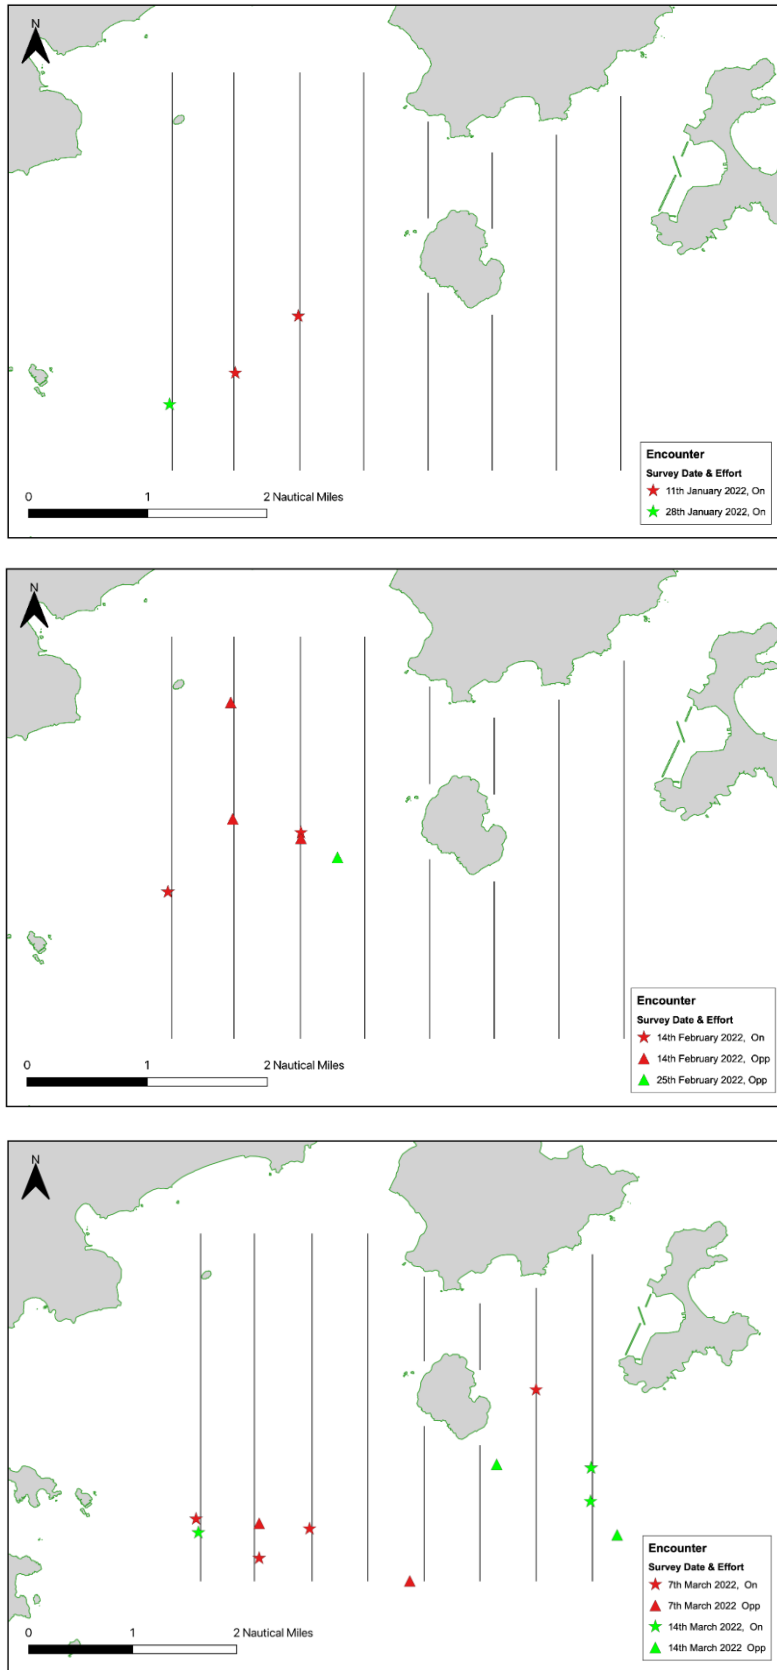 N
0 1 2 Nautical Miles
Encounter
Survey Date & Effort
11th January 2022, On
28th January 2022, On
N
0 1 2 Nautical Miles
Encounter
Survey Date & Effort
14th February 2022, On
14th February 2022, Opp
25th February 2022, Opp
N
0 1 2 Nautical Miles
Encounter
Survey Date & Effort
7th March 2022, On
7th March 2022 Opp
14th March 2022, On
14th March 2022 Opp